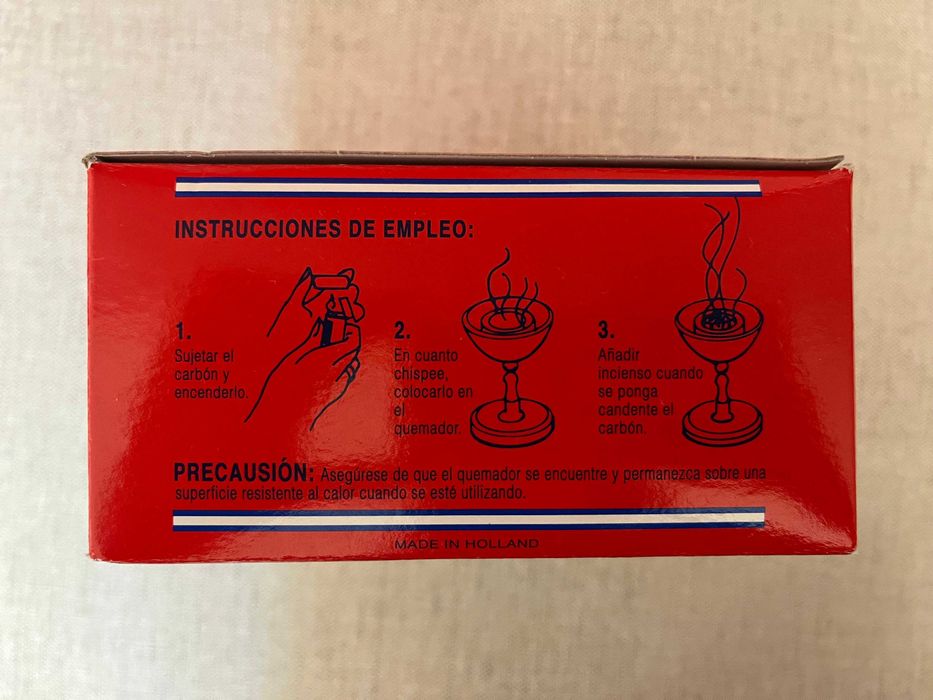 INSTRUCCIONES DE EMPLEO:
1.
Sujetar el
carbón y
encenderlo.
2.
En cuanto
chispee,
colocarlo en
el
quemador.
3.
Añadir
incienso cuando
se ponga
candente el
carbón.
PRECAUSIÓN: Asegúrese de que el quemador se encuentre y permanezca sobre una
superficie resistente al calor cuando se esté utilizando.
MADE IN HOLLAND